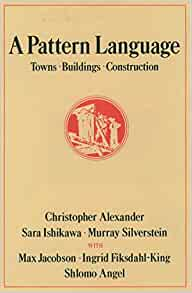 A Pattern Language
Towns · Buildings · Construction
Christopher Alexander
Sara Ishikawa · Murray Silverstein
WITH
Max Jacobson · Ingrid Fiksdahl-King
Shlomo Angel